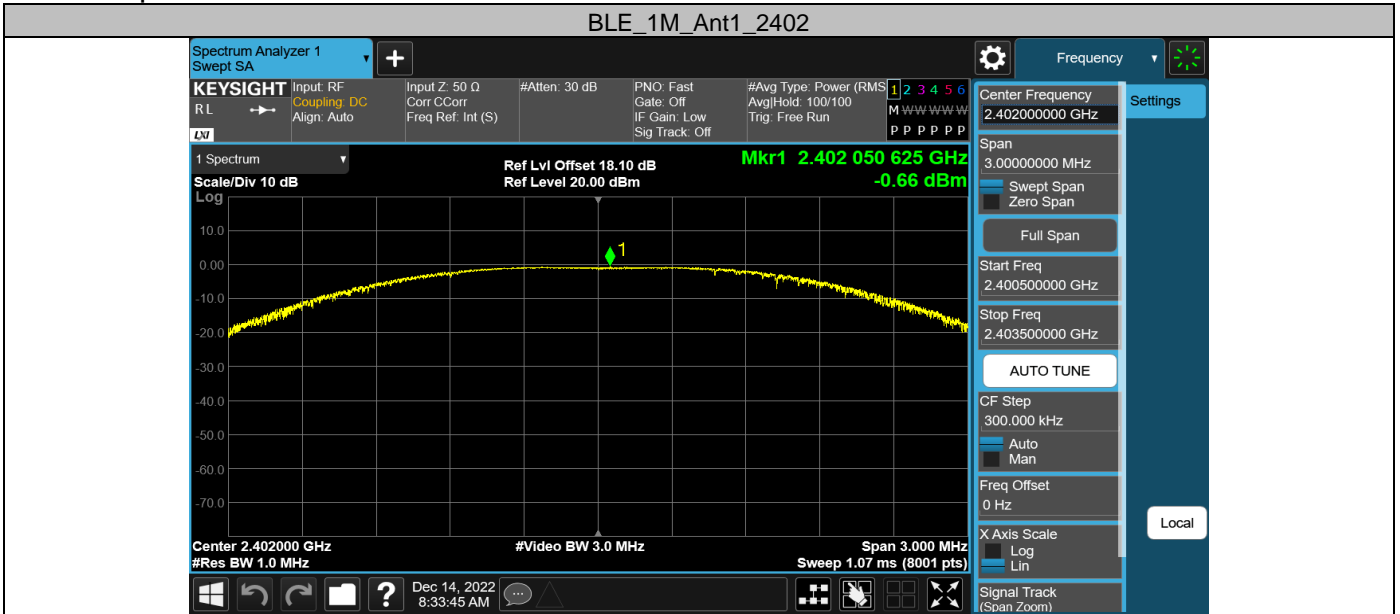 BLE_1M_Ant1_2402
Spectrum Analyzer 1
Swept SA
+
Frequency
KEYSIGHT
RL
LXI
Input: RF
Coupling: DC
Align: Auto
Input Z: 50 Ω
Corr CCorr
Freq Ref: Int (S)
#Atten: 30 dB
PNO: Fast
Gate: Off
IF Gain: Low
Sig Track: Off
#Avg Type: Power (RMS
Avg|Hold: 100/100
Trig: Free Run
1 2 3 4 5 6
M W W W W W
P P P P P P
1 Spectrum
Scale/Div 10 dB
Ref Lvl Offset 18.10 dB
Ref Level 20.00 dBm
Mkr1 2.402 050 625 GHz
-0.66 dBm
Log
10.0
0.00
-10.0
-20.0
-30.0
-40.0
-50.0
-60.0
-70.0
1
Center 2.402000 GHz
#Res BW 1.0 MHz
#Video BW 3.0 MHz
Span 3.000 MHz
Sweep 1.07 ms (8001 pts)
Center Frequency
2.402000000 GHz
Settings
Span
3.00000000 MHz
Swept Span
Zero Span
Full Span
Start Freq
2.400500000 GHz
Stop Freq
2.403500000 GHz
AUTO TUNE
CF Step
300.000 kHz
Auto
Man
Freq Offset
0 Hz
X Axis Scale
Log
Lin
Local
Signal Track
(Span Zoom)
?
Dec 14, 2022
8:33:45 AM